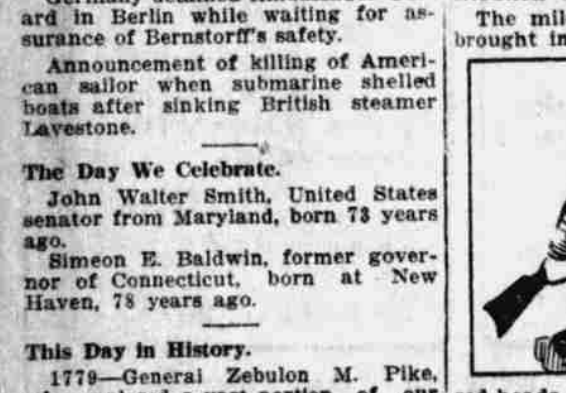 ard in Berlin while waiting for as-
surance of Bernstorff's safety.
Announcement of killing of Ameri-
can sailor when submarine shelled
boats after sinking British steamer
Lavestone.
The Day We Celebrate.
John Walter Smith, United States
senator from Maryland, born 73 years
ago.
Simeon E. Baldwin, former gover-
nor of Connecticut, born at New
Haven, 78 years ago.
This Day in History.
1779—General Zebulon M. Pike,
The mil
brought in